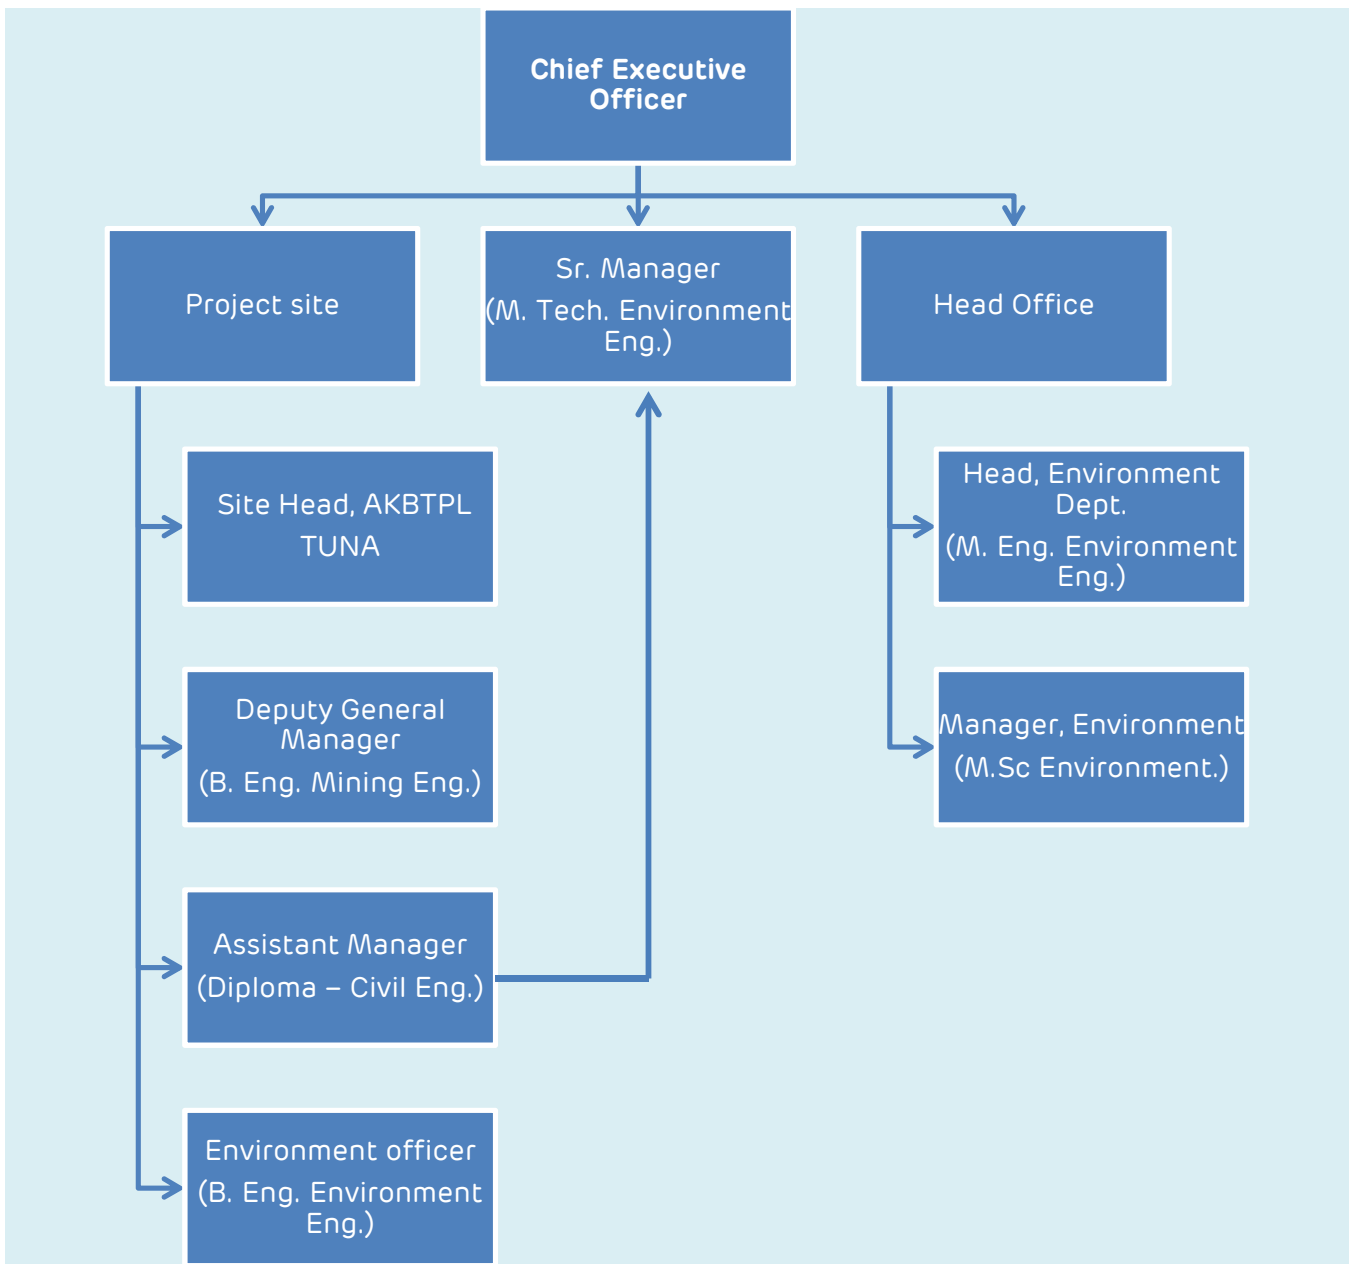 Chief Executive
Officer
Project site
Sr. Manager
(M. Tech. Environment
Eng.)
Head Office
Site Head, AKBTPL
TUNA
Head, Environment
Dept.
(M. Eng. Environment
Eng.)
Deputy General
Manager
(B. Eng. Mining Eng.)
Manager, Environment
(M.Sc Environment.)
Assistant Manager
(Diploma – Civil Eng.)
Environment officer
(B. Eng. Environment
Eng.)